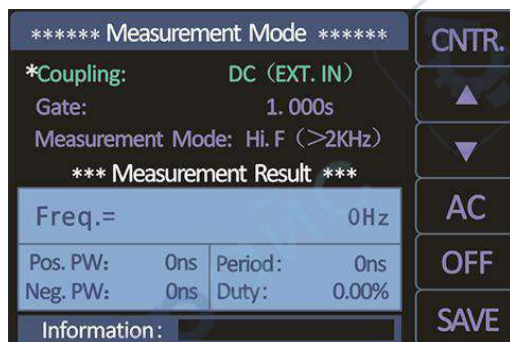 ****** Measurement Mode ******
CNTR.
*Coupling: DC (EXT. IN)
Gate: 1.000s
Measurement Mode: Hi.F (>2KHz)
*** Measurement Result ***
AC
Freq.= 0Hz
OFF
Pos. PW: 0ns Period: 0ns
Neg. PW: 0ns Duty: 0.00%
SAVE
Information: